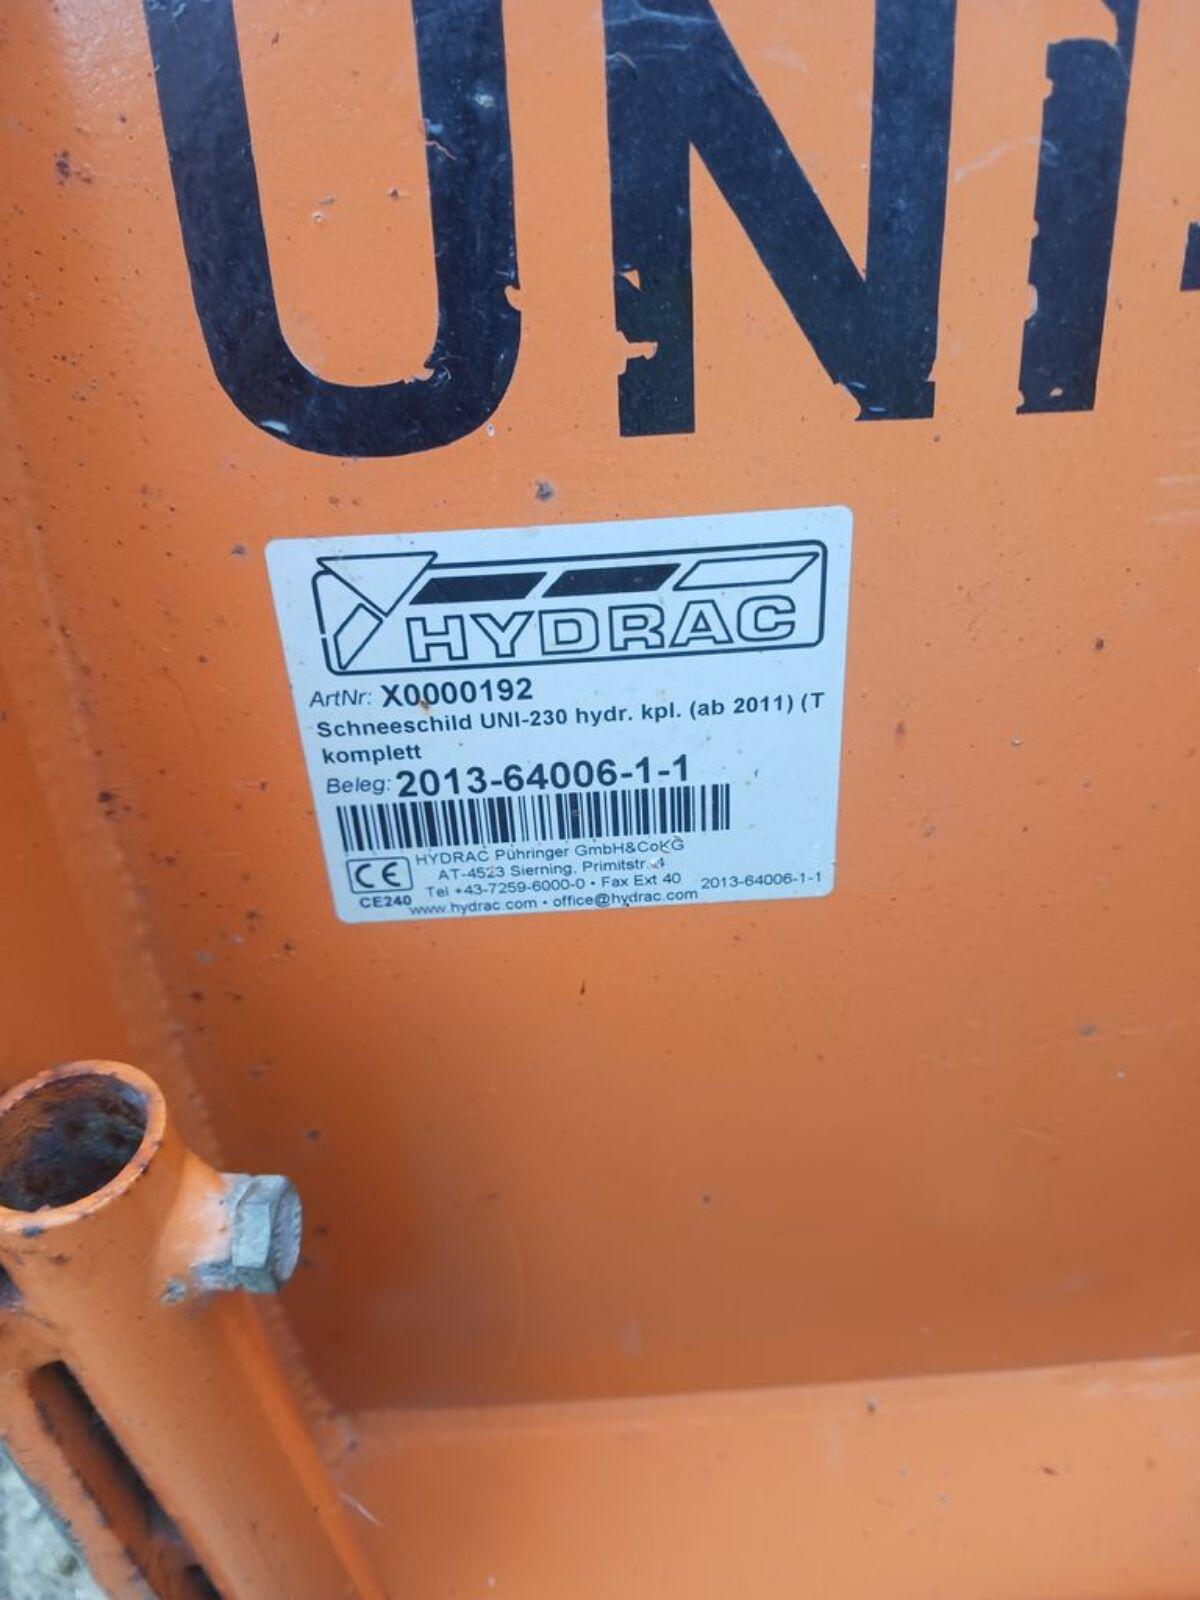 UNI-
HYDRAC
ArtNr: X0000192
Schneeschild UNI-230 hydr. kpl. (ab 2011) (T
komplett
Beleg: 2013-64006-1-1
HYDRAC Pühringer GmbH&CoKG
AT-4523 Sierning, Primitstr. 4
CE Tel +43-7259-6000-0 • Fax Ext 40 2013-64006-1-1
CE240 www.hydrac.com • office@hydrac.com